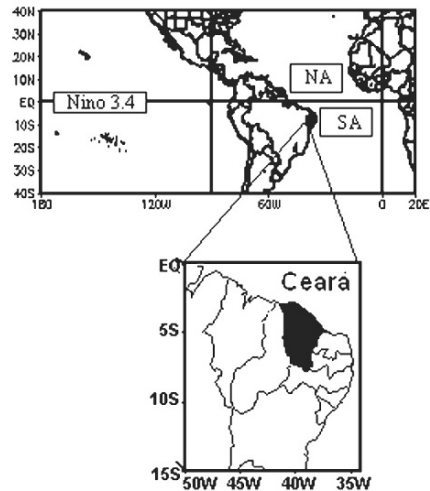 40N
30N
20N
10N
EQ
10S
20S
30S
40S
NA
Nino 3.4
SA
180
120W
60W
0
20E
EQ
Ceará
5S
10S
15S
50W
45W
40W
35W